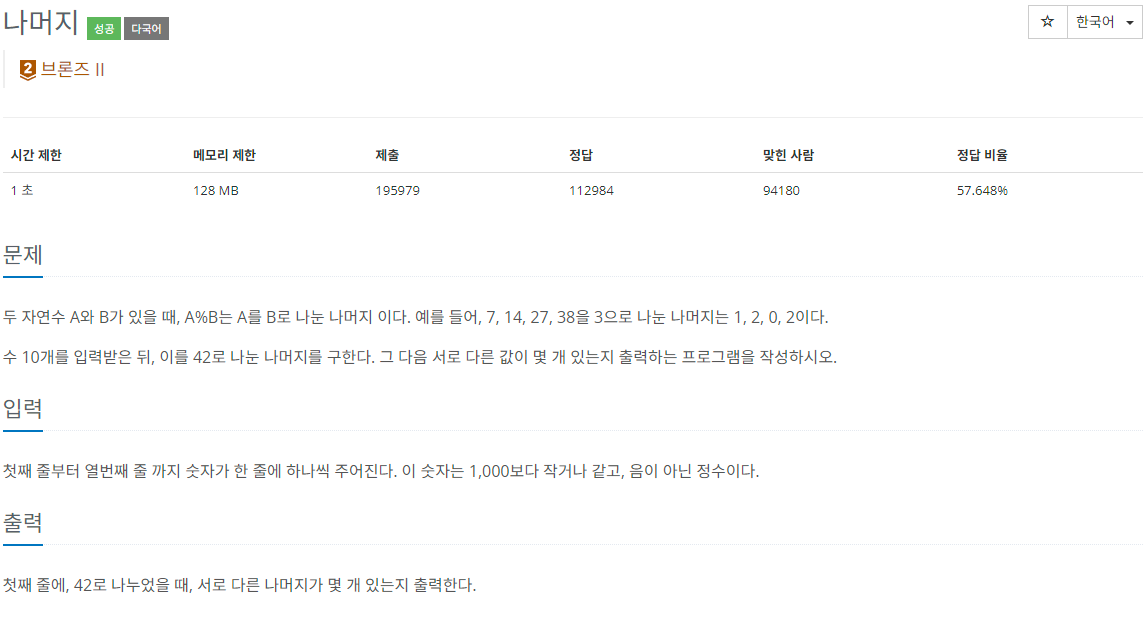 나머지 성공 다국어
☆ 한국어
2 브론즈 II
시간 제한 메모리 제한 제출 정답 맞힌 사람 정답 비율
1 초 128 MB 195979 112984 94180 57.648%
문제
두 자연수 A와 B가 있을 때, A%B는 A를 B로 나눈 나머지 이다. 예를 들어, 7, 14, 27, 38을 3으로 나눈 나머지는 1, 2, 0, 2이다.
수 10개를 입력받은 뒤, 이를 42로 나눈 나머지를 구한다. 그 다음 서로 다른 값이 몇 개 있는지 출력하는 프로그램을 작성하시오.
입력
첫째 줄부터 열번째 줄 까지 숫자가 한 줄에 하나씩 주어진다. 이 숫자는 1,000보다 작거나 같고, 음이 아닌 정수이다.
출력
첫째 줄에, 42로 나누었을 때, 서로 다른 나머지가 몇 개 있는지 출력한다.